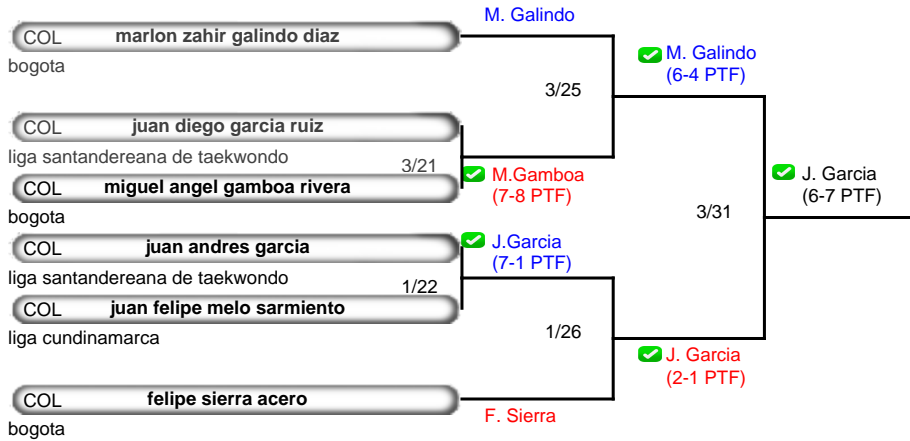 M. Galindo
COL marlon zahir galindo diaz
bogota
M. Galindo
(6-4 PTF)
3/25
COL juan diego garcia ruiz
liga santandereana de taekwondo
3/21
COL miguel angel gamboa rivera
bogota
M.Gamboa
(7-8 PTF)
J. Garcia
(6-7 PTF)
3/31
COL juan andres garcia
liga santandereana de taekwondo
J.Garcia
(7-1 PTF)
1/22
COL juan felipe melo sarmiento
liga cundinamarca
1/26
J. Garcia
(2-1 PTF)
COL felipe sierra acero
bogota
F. Sierra